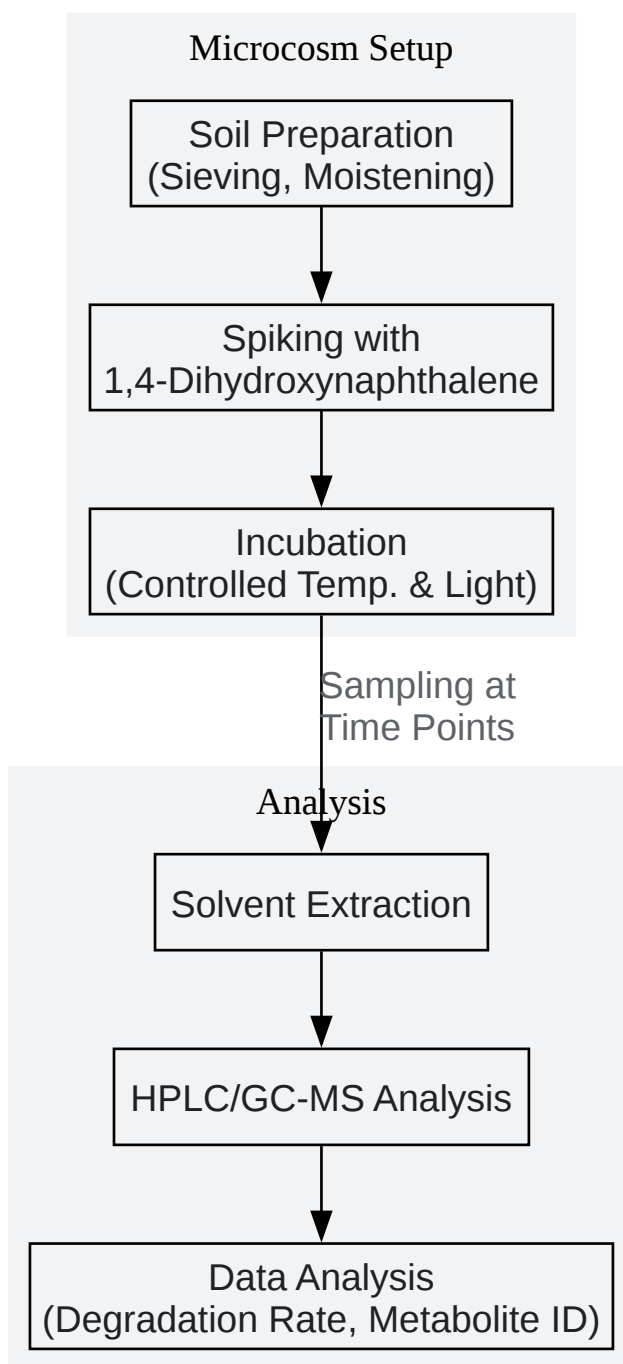 Microcosm Setup
Soil Preparation
(Sieving, Moistening)
Spiking with
1,4-Dihydroxynaphthalene
Incubation
(Controlled Temp. & Light)
Sampling at
Time Points
Analysis
Solvent Extraction
HPLC/GC-MS Analysis
Data Analysis
(Degradation Rate, Metabolite ID)